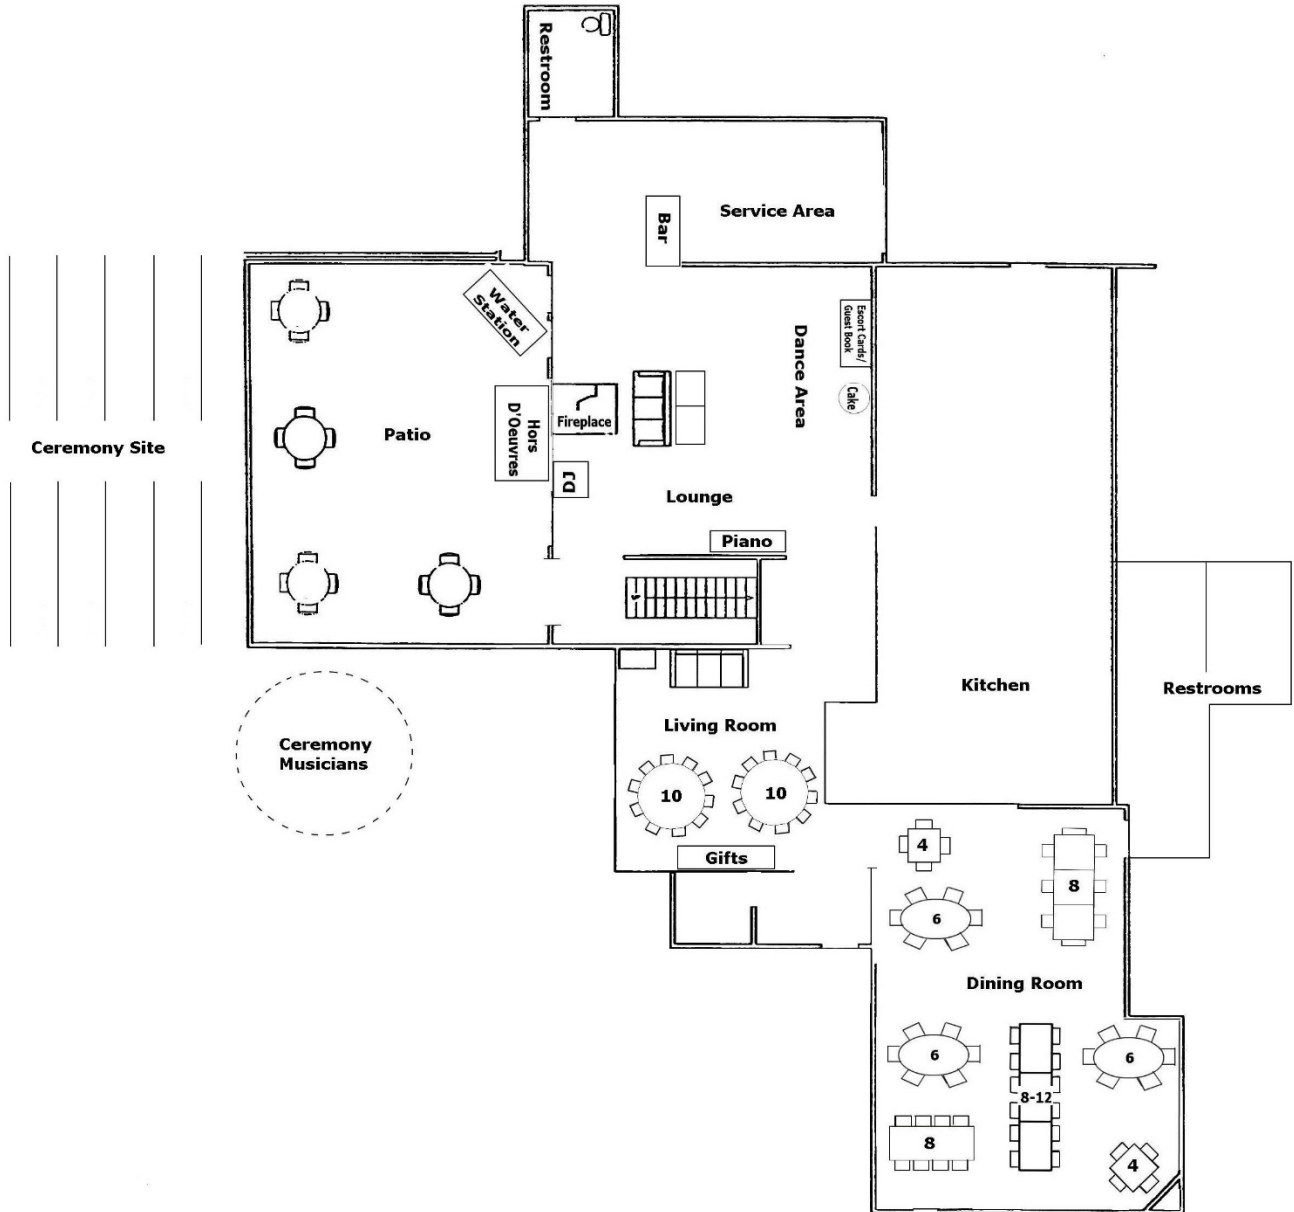 Restroom
Service Area
Bar
Water
Station
Escort Cards/
Guest Book
Dance Area
Cake
Fireplace
Hors
D'Oeuvres
Patio
Ceremony Site
DJ
Lounge
Piano
Kitchen
Restrooms
Living Room
Ceremony
Musicians
10
10
Gifts
4
8
6
Dining Room
6
6
8-12
8
4